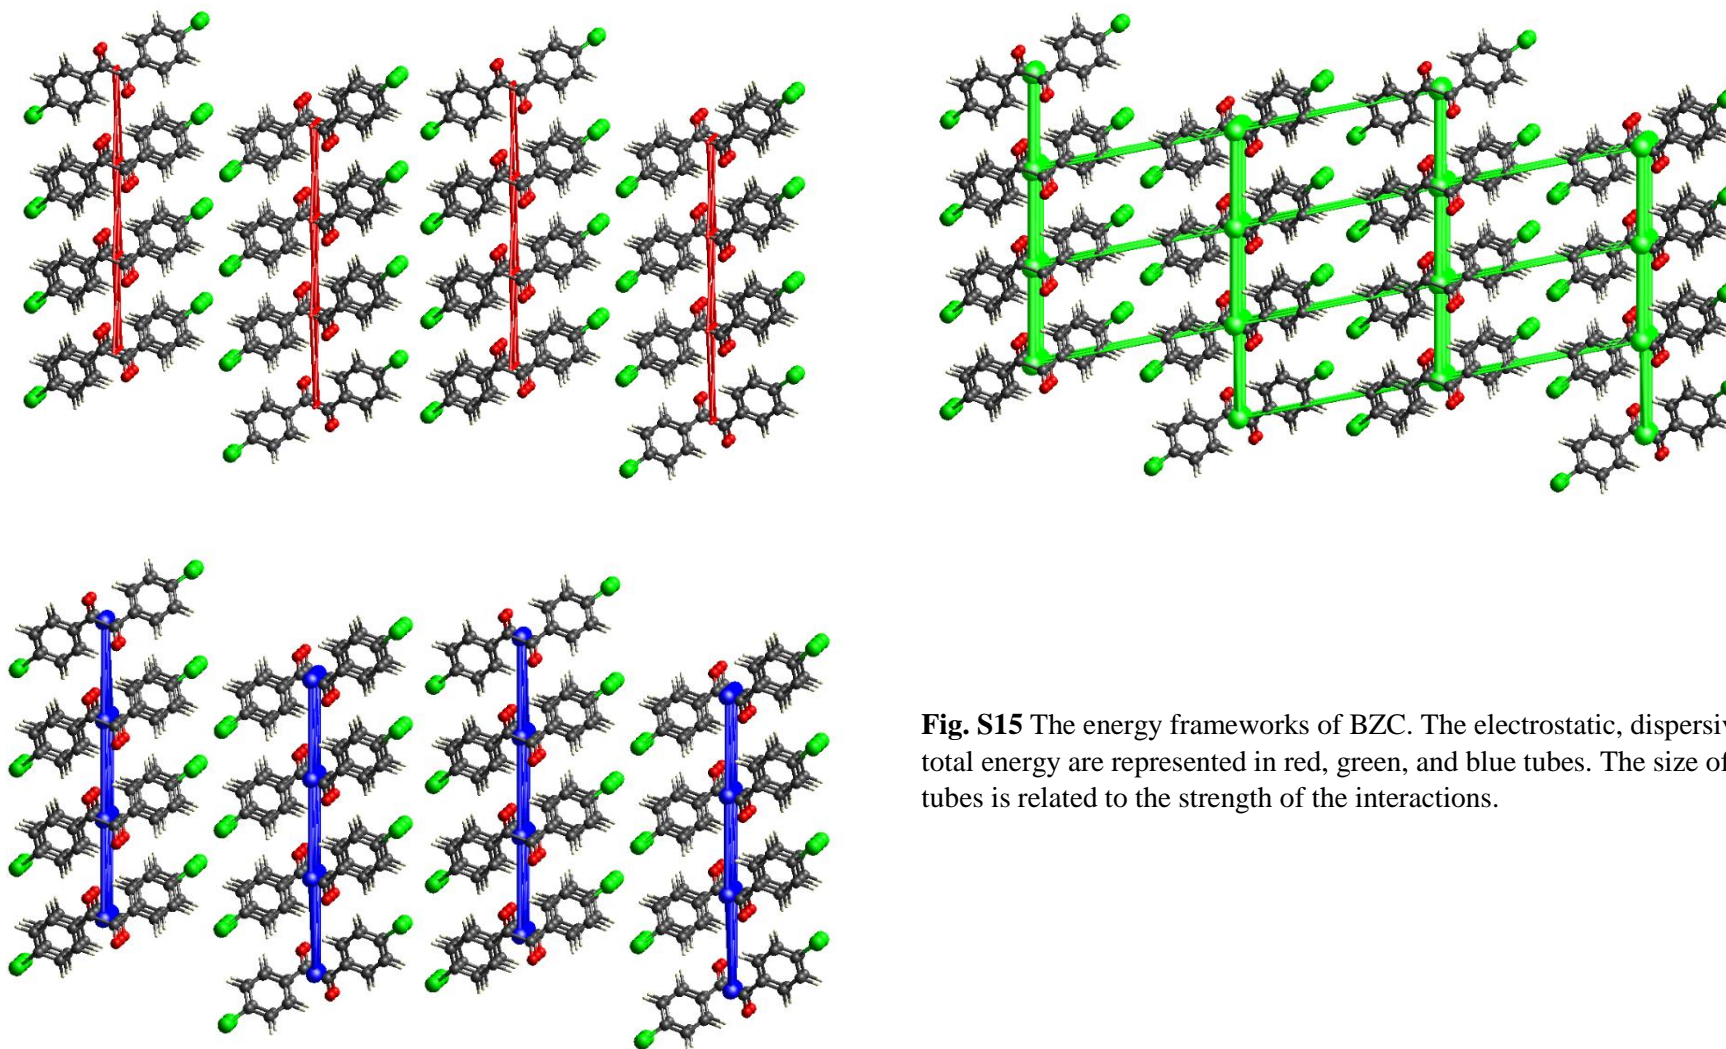 Fig. S15 The energy frameworks of BZC. The electrostatic, dispersiv
total energy are represented in red, green, and blue tubes. The size of
tubes is related to the strength of the interactions.